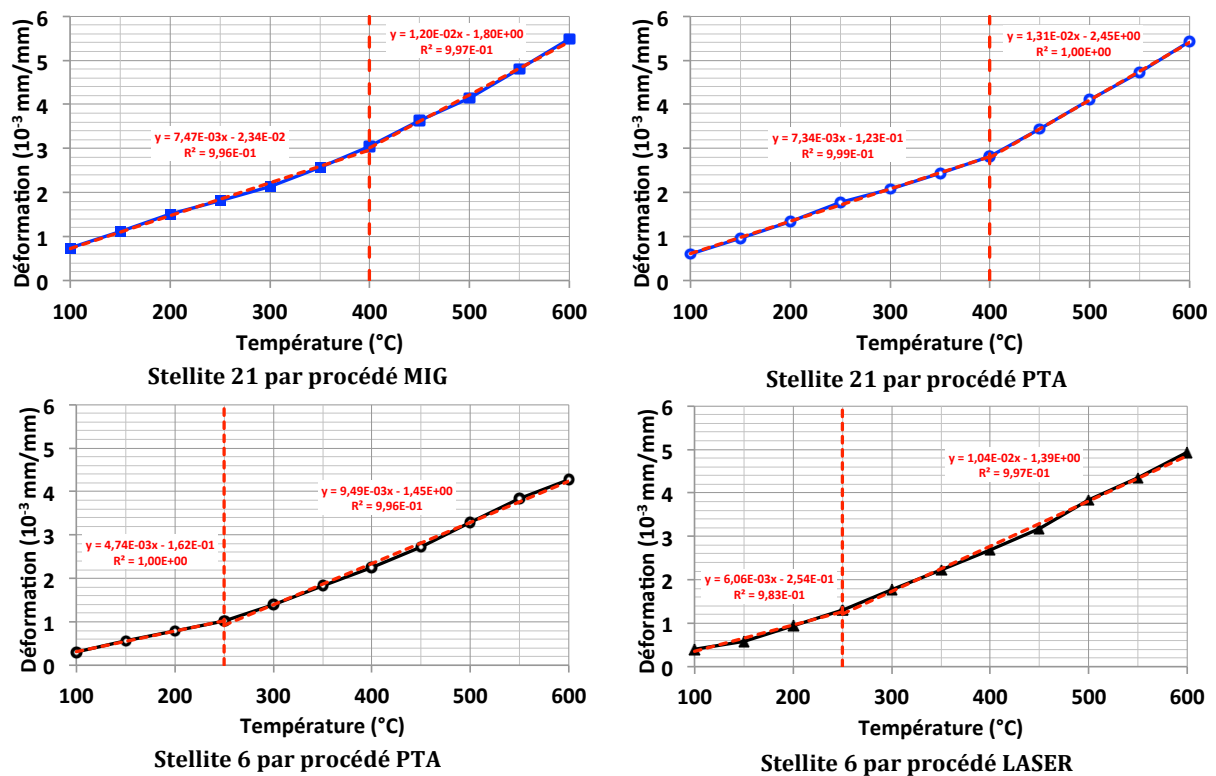 Déformation (10⁻³ mm/mm)
6
5
4
3
2
1
0
y = 1,20E-02x - 1,80E+00
R² = 9,97E-01
y = 7,47E-03x - 2,34E-02
R² = 9,96E-01
100 200 300 400 500 600
Température (°C)
Stellite 21 par procédé MIG
Déformation (10⁻³ mm/mm)
6
5
4
3
2
1
0
y = 1,31E-02x - 2,45E+00
R² = 1,00E+00
y = 7,34E-03x - 1,23E-01
R² = 9,99E-01
100 200 300 400 500 600
Température (°C)
Stellite 21 par procédé PTA
Déformation (10⁻³ mm/mm)
6
5
4
3
2
1
0
y = 9,49E-03x - 1,45E+00
R² = 9,96E-01
y = 4,74E-03x - 1,62E-01
R² = 1,00E+00
100 200 300 400 500 600
Température (°C)
Stellite 6 par procédé PTA
Déformation (10⁻³ mm/mm)
6
5
4
3
2
1
0
y = 1,04E-02x - 1,39E+00
R² = 9,97E-01
y = 6,06E-03x - 2,54E-01
R² = 9,83E-01
100 200 300 400 500 600
Température (°C)
Stellite 6 par procédé LASER